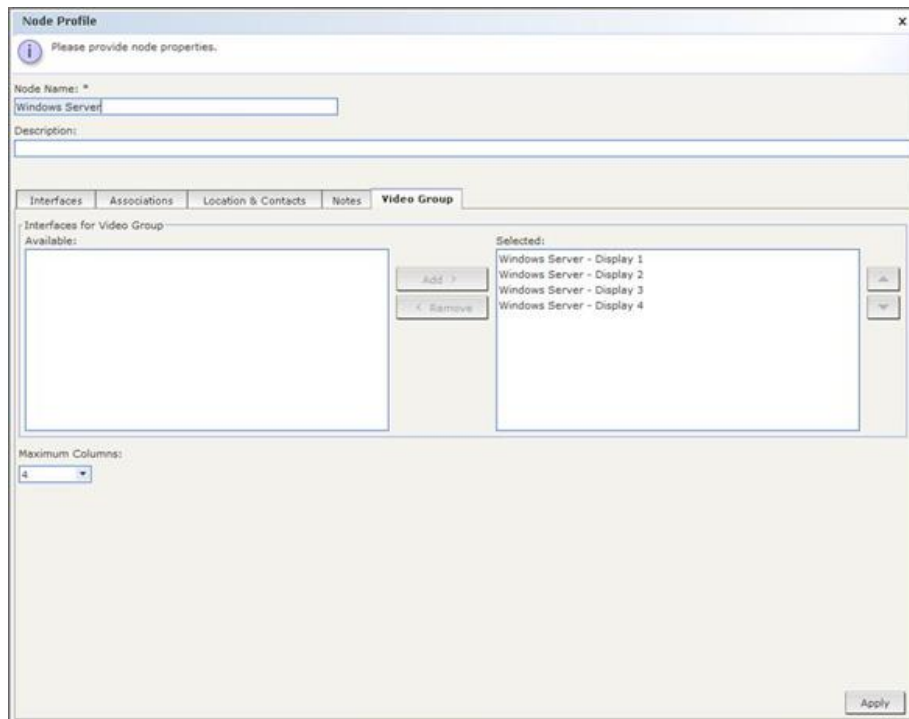 Node Profile x
Please provide node properties.
Node Name: *
Windows Server
Description:
Interfaces Associations Location & Contacts Notes Video Group
Interfaces for Video Group
Available: Selected:
Windows Server - Display 1
Windows Server - Display 2
Windows Server - Display 3
Windows Server - Display 4
Add >
< Remove
Maximum Columns:
4
Apply